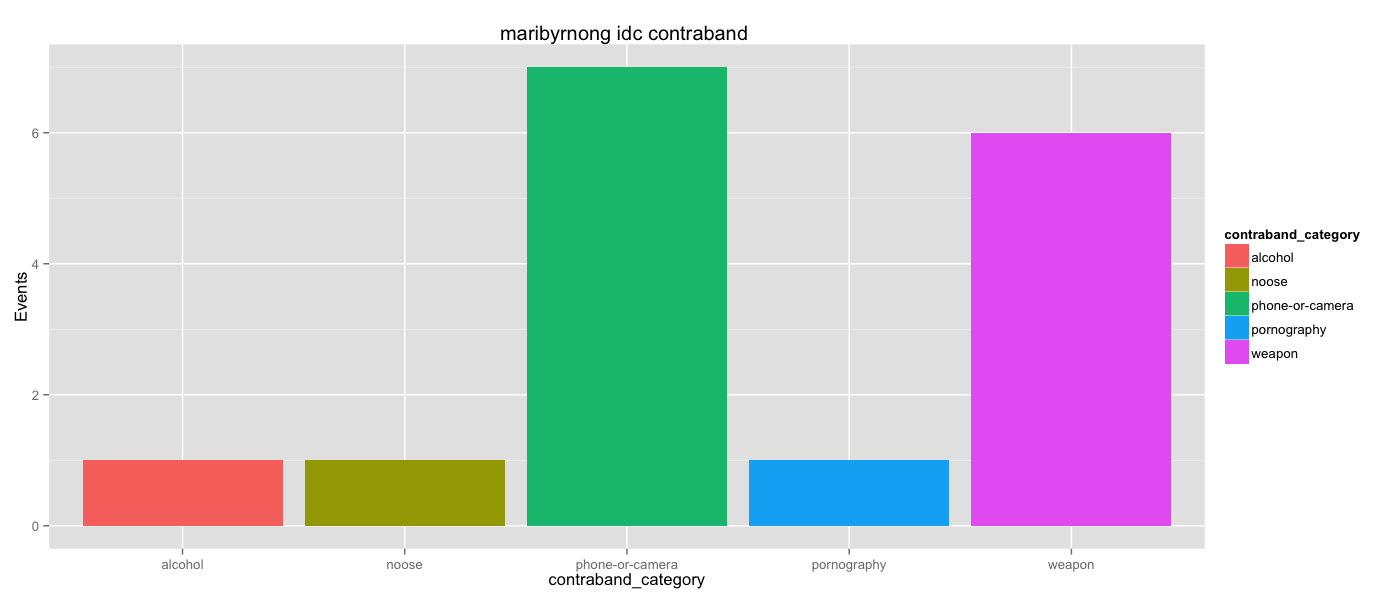 maribyrnong idc contraband
Events
6
4
2
0
alcohol
noose
phone-or-camera
pornography
weapon
contraband_category
contraband_category
alcohol
noose
phone-or-camera
pornography
weapon